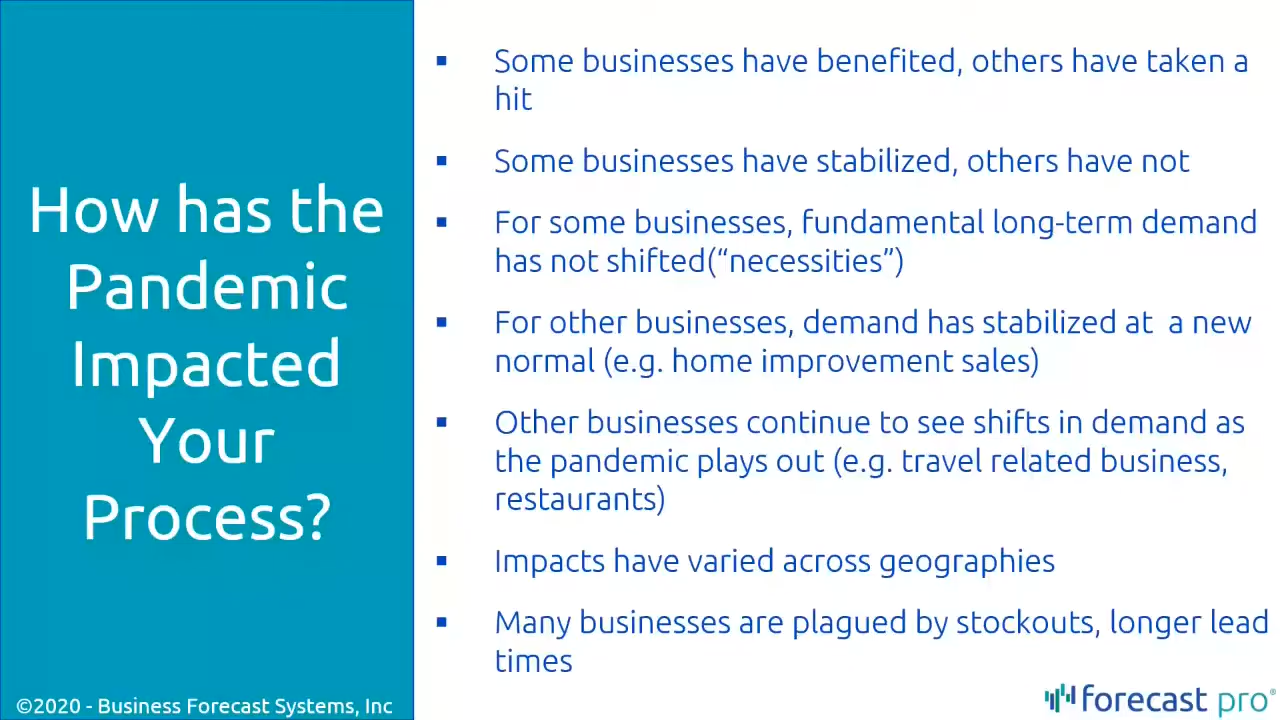 How has the
Pandemic
Impacted
Your
Process?
©2020 - Business Forecast Systems, Inc
▪ Some businesses have benefited, others have taken a
hit
▪ Some businesses have stabilized, others have not
▪ For some businesses, fundamental long-term demand
has not shifted(“necessities”)
▪ For other businesses, demand has stabilized at  a new
normal (e.g. home improvement sales)
▪ Other businesses continue to see shifts in demand as
the pandemic plays out (e.g. travel related business,
restaurants)
▪ Impacts have varied across geographies
▪ Many businesses are plagued by stockouts, longer lead
times
forecast pro®